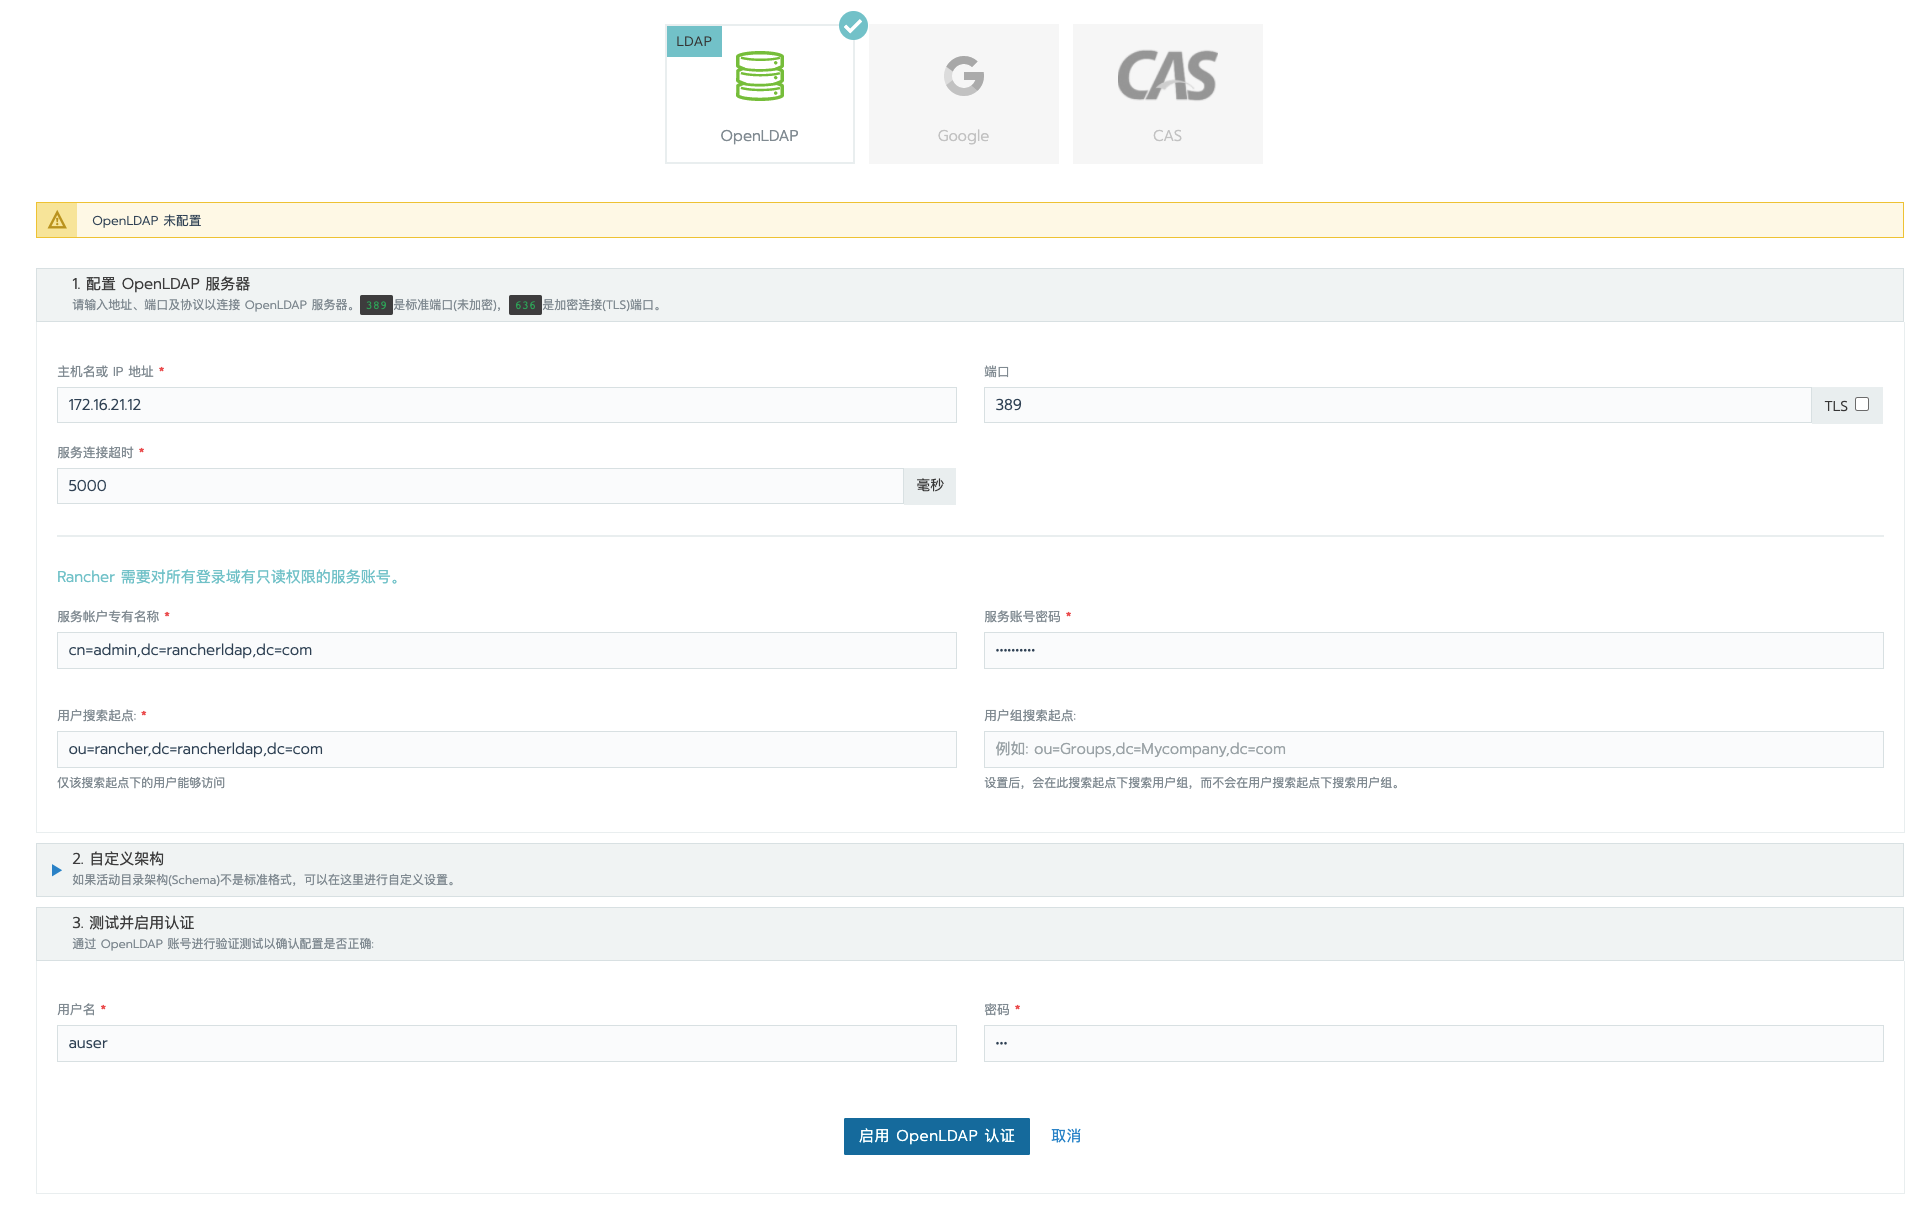 LDAP
OpenLDAP
Google
CAS
CAS
OpenLDAP 未配置
1. 配置 OpenLDAP 服务器
请输入地址、端口及协议以连接 OpenLDAP 服务器。389是标准端口(未加密)，636是加密连接(TLS)端口。
主机名或 IP 地址 *
端口
172.16.21.12
389
TLS
服务连接超时 *
5000
毫秒
Rancher 需要对所有登录域有只读权限的服务账号。
服务帐户专有名称 *
服务账号密码 *
cn=admin,dc=rancherldap,dc=com
••••••••••
用户搜索起点: *
用户组搜索起点:
ou=rancher,dc=rancherldap,dc=com
例如: ou=Groups,dc=Mycompany,dc=com
仅该搜索起点下的用户能够访问
设置后，会在此搜索起点下搜索用户组，而不会在用户搜索起点下搜索用户组。
2. 自定义架构
如果活动目录架构(Schema)不是标准格式，可以在这里进行自定义设置。
3. 测试并启用认证
通过 OpenLDAP 账号进行验证测试以确认配置是否正确:
用户名 *
密码 *
auser
•••
启用 OpenLDAP 认证
取消